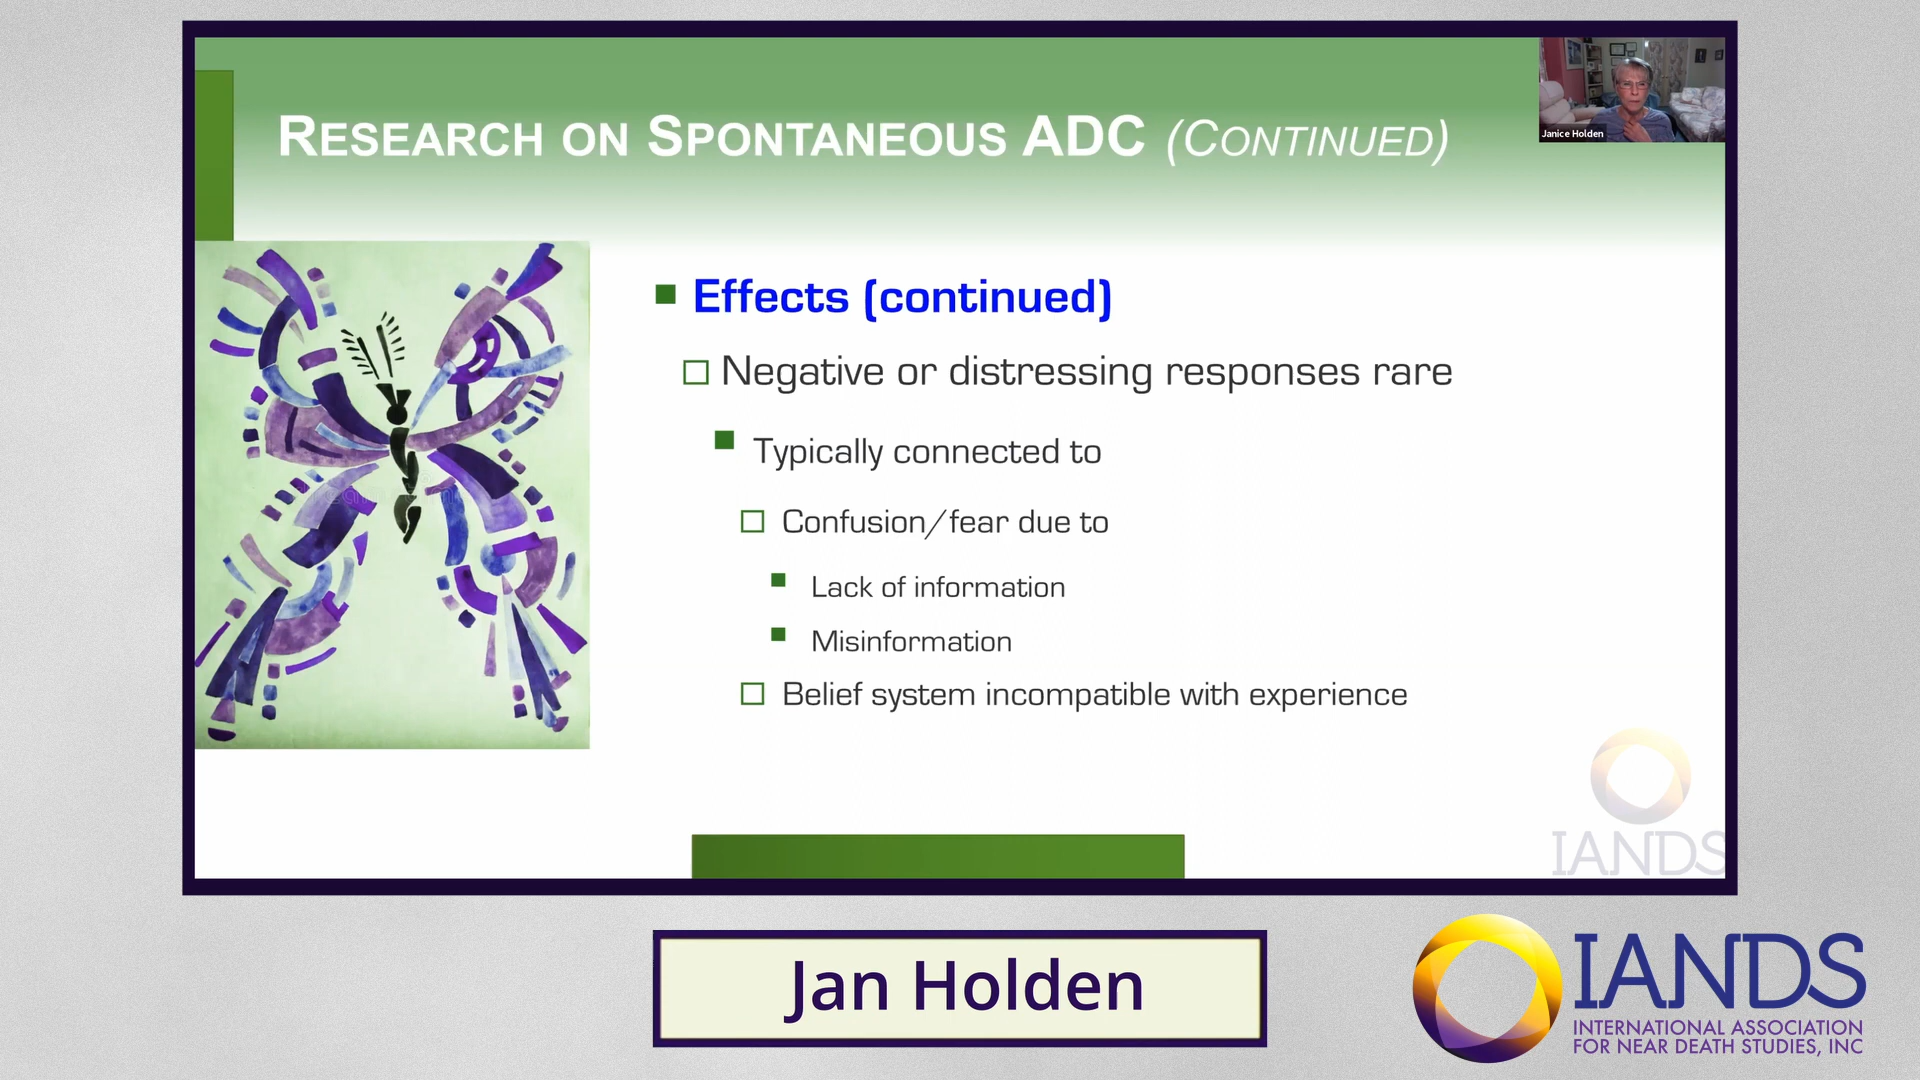 RESEARCH ON SPONTANEOUS ADC (CONTINUED)
Janice Holden
Effects (continued)
Negative or distressing responses rare
Typically connected to
Confusion/fear due to
Lack of information
Misinformation
Belief system incompatible with experience
IANDS
Jan Holden
IANDS
INTERNATIONAL ASSOCIATION
FOR NEAR DEATH STUDIES, INC